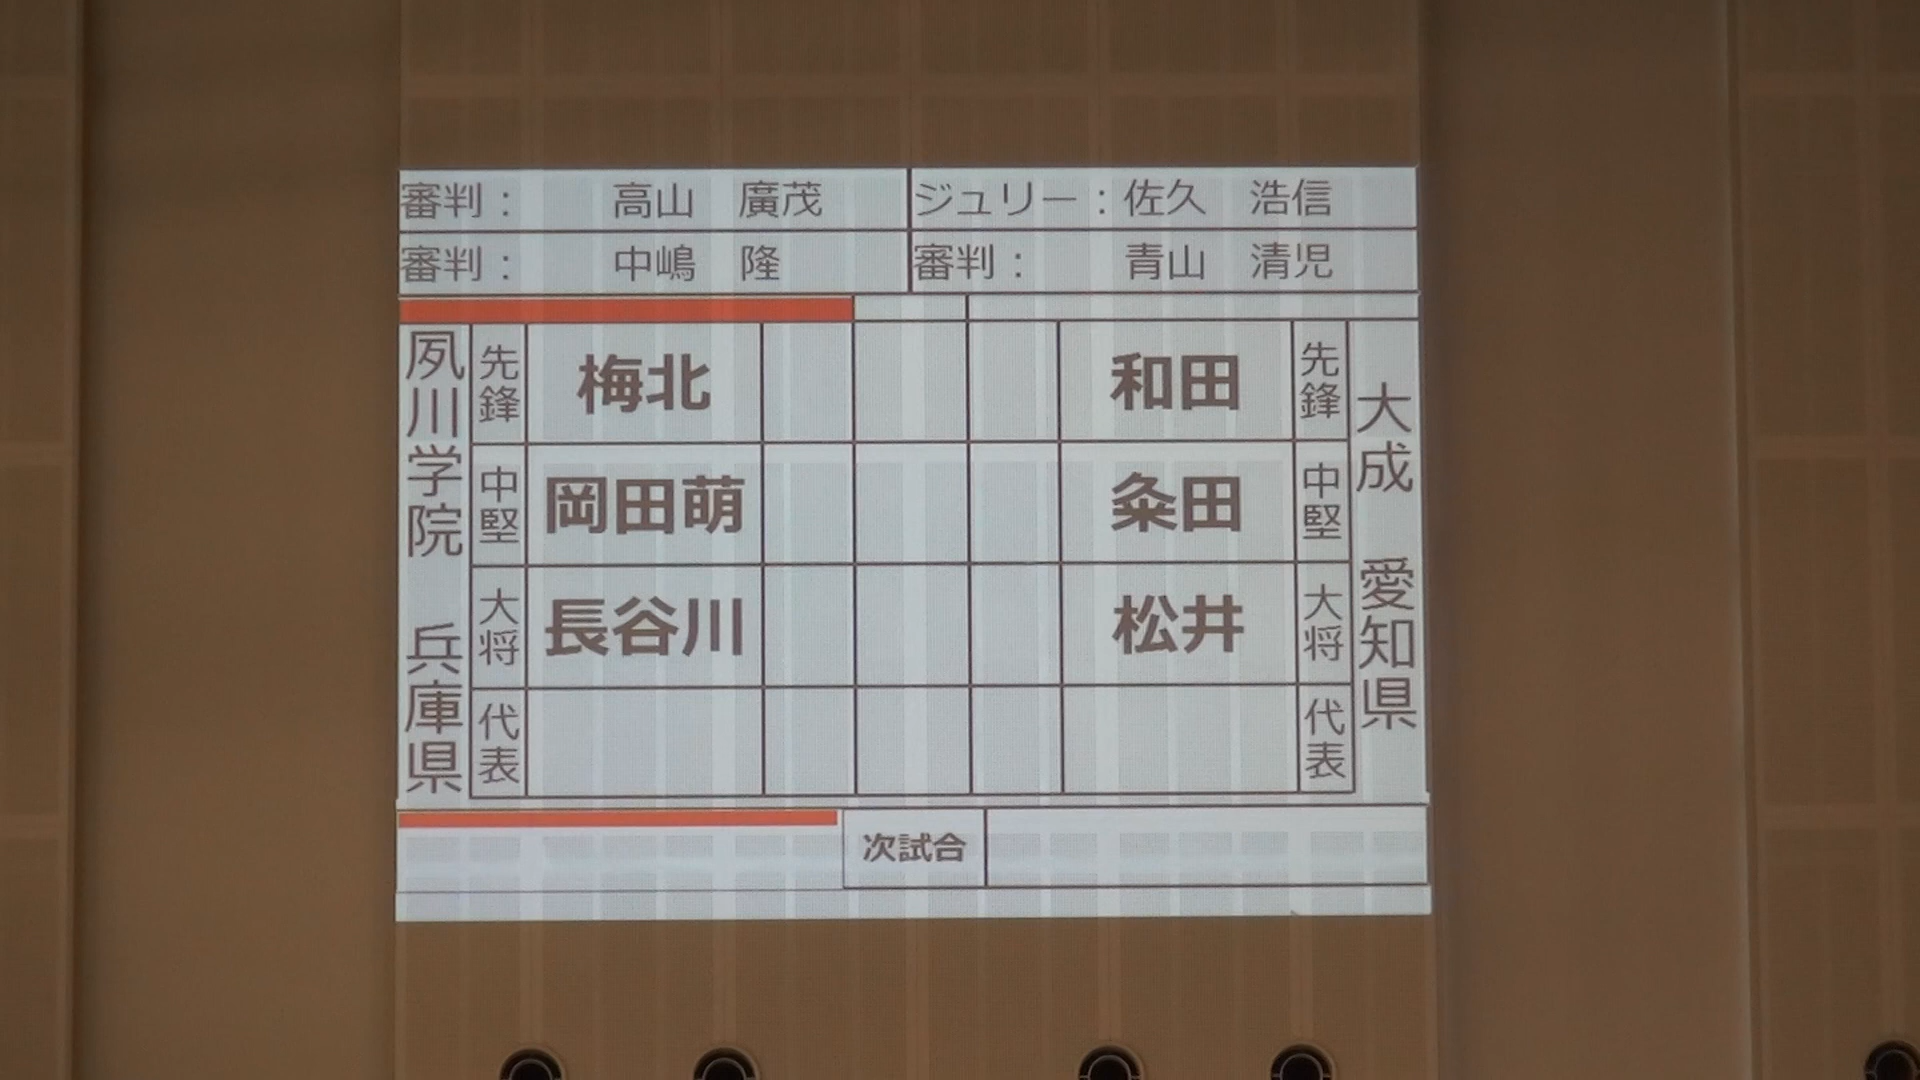 審判： 高山 廣茂 ジュリー：佐久 浩信
審判： 中嶋 隆 審判： 青山 清児
夙川学院 兵庫県
先鋒 梅北 和田 先鋒
中堅 岡田萌 粂田 中堅
大将 長谷川 松井 大将
代表 代表
大成 愛知県
次試合